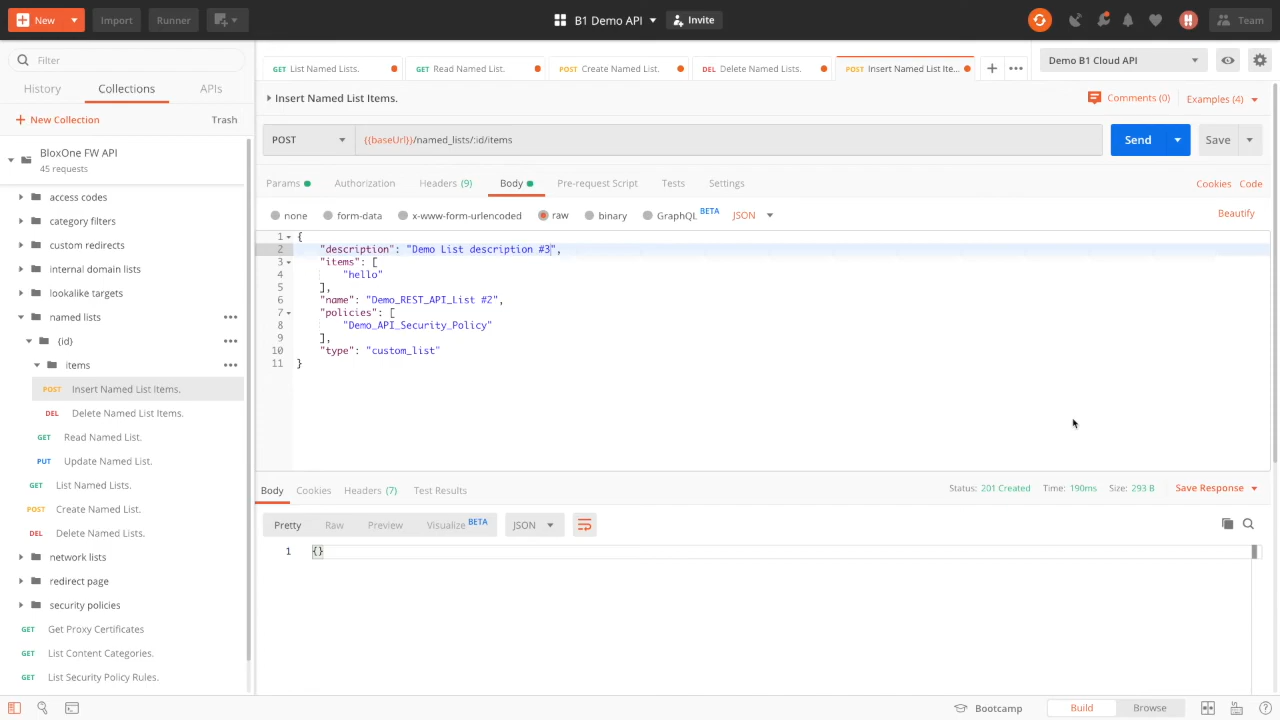 New
Import
Runner
B1 Demo API
Invite
Team
Filter
History
Collections
APIs
New Collection
Trash
BloxOne FW API
45 requests
access codes
category filters
custom redirects
internal domain lists
lookalike targets
named lists
{id}
items
POST Insert Named List Items.
DEL Delete Named List Items.
GET Read Named List.
PUT Update Named List.
GET List Named Lists.
POST Create Named List.
DEL Delete Named Lists.
network lists
redirect page
security policies
GET Get Proxy Certificates
GET List Content Categories.
GET List Security Policy Rules.
GET List Named Lists.
GET Read Named List.
POST Create Named List.
DEL Delete Named Lists.
POST Insert Named List Ite...
Demo B1 Cloud API
Insert Named List Items.
Comments (0)
Examples (4)
POST
{{baseUrl}}/named_lists/:id/items
Send
Save
Params
Authorization
Headers (9)
Body
Pre-request Script
Tests
Settings
Cookies
Code
none
form-data
x-www-form-urlencoded
raw
binary
GraphQL BETA
JSON
Beautify
1 {
2 "description": "Demo List description #3",
3 "items": [
4 "hello"
5 ],
6 "name": "Demo_REST_API_List #2",
7 "policies": [
8 "Demo_API_Security_Policy"
9 ],
10 "type": "custom_list"
11 }
Body
Cookies
Headers (7)
Test Results
Status: 201 Created
Time: 190ms
Size: 293 B
Save Response
Pretty
Raw
Preview
Visualize BETA
JSON
1 {}
Bootcamp
Build
Browse